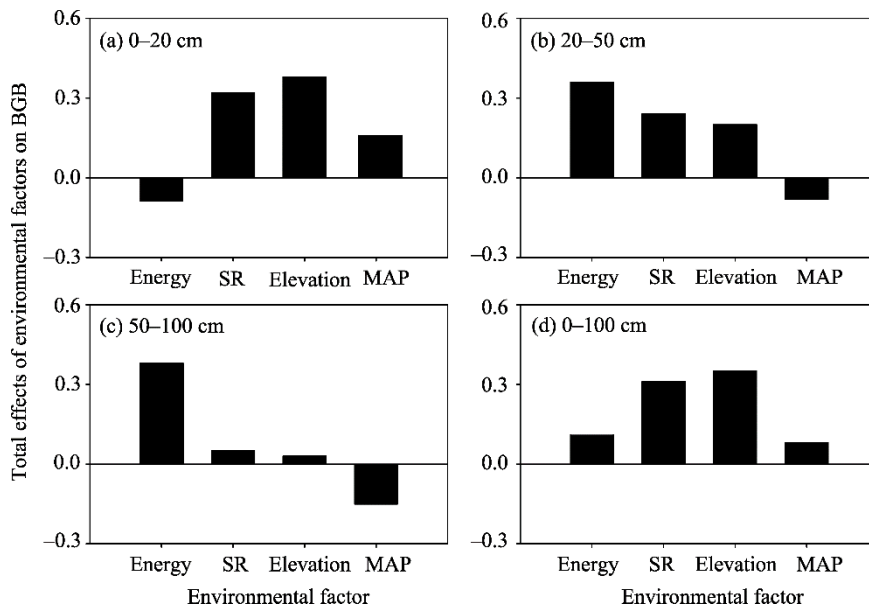 Total effects of environmental factors on BGB
0.6
(a) 0–20 cm
0.3
0.0
–0.3
Energy SR Elevation MAP
0.6
(b) 20–50 cm
0.3
0.0
–0.3
Energy SR Elevation MAP
0.6
(c) 50–100 cm
0.3
0.0
–0.3
Energy SR Elevation MAP
Environmental factor
0.6
(d) 0–100 cm
0.3
0.0
–0.3
Energy SR Elevation MAP
Environmental factor